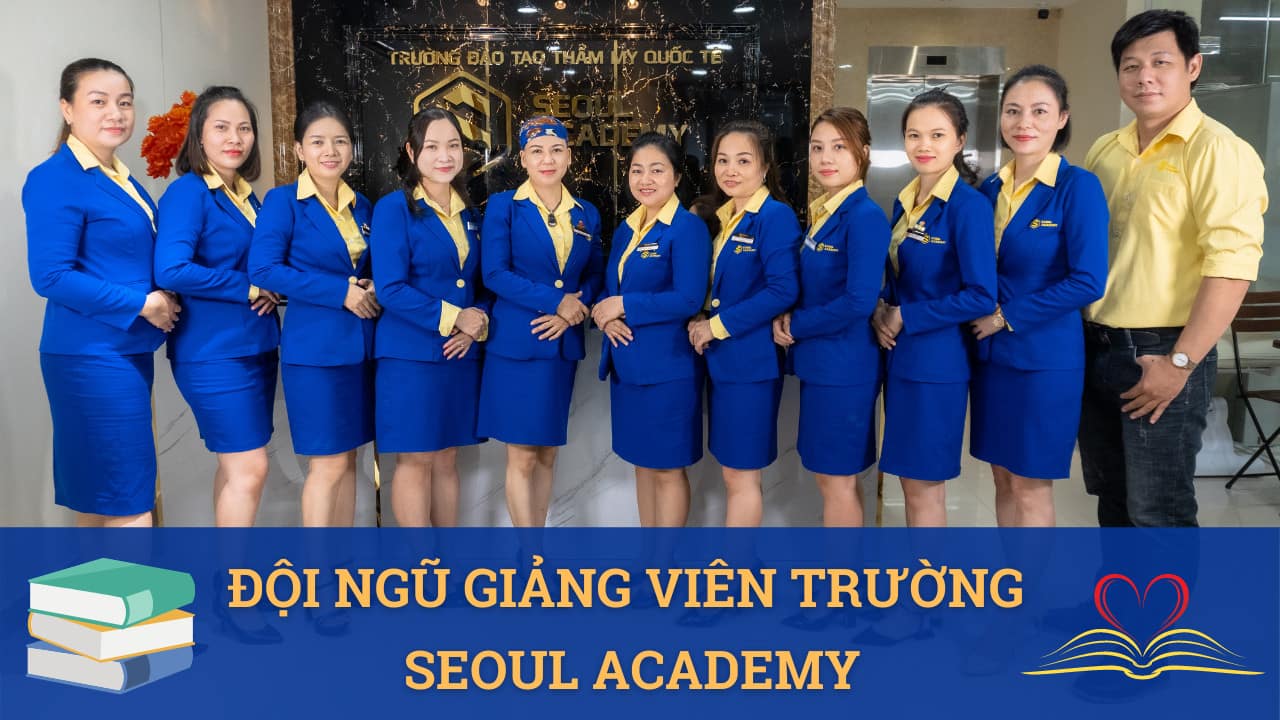 TRƯỜNG ĐÀO TẠO THẨM MỸ QUỐC TẾ
SEOUL
ACADEMY
ĐỘI NGŨ GIẢNG VIÊN TRƯỜNG
SEOUL ACADEMY